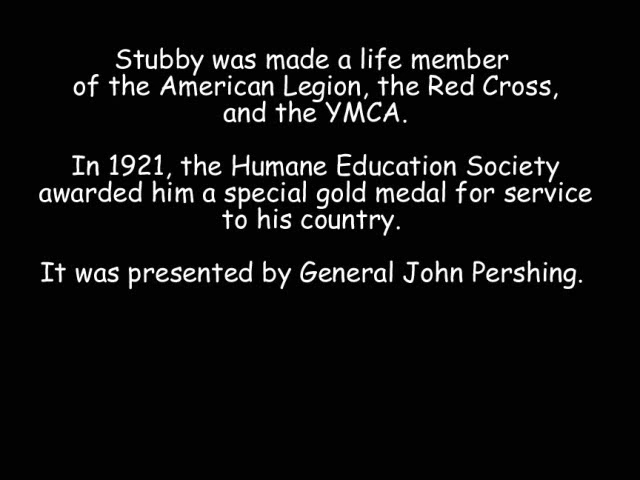 Stubby was made a life member
of the American Legion, the Red Cross,
and the YMCA.
In 1921, the Humane Education Society
awarded him a special gold medal for service
to his country.
It was presented by General John Pershing.